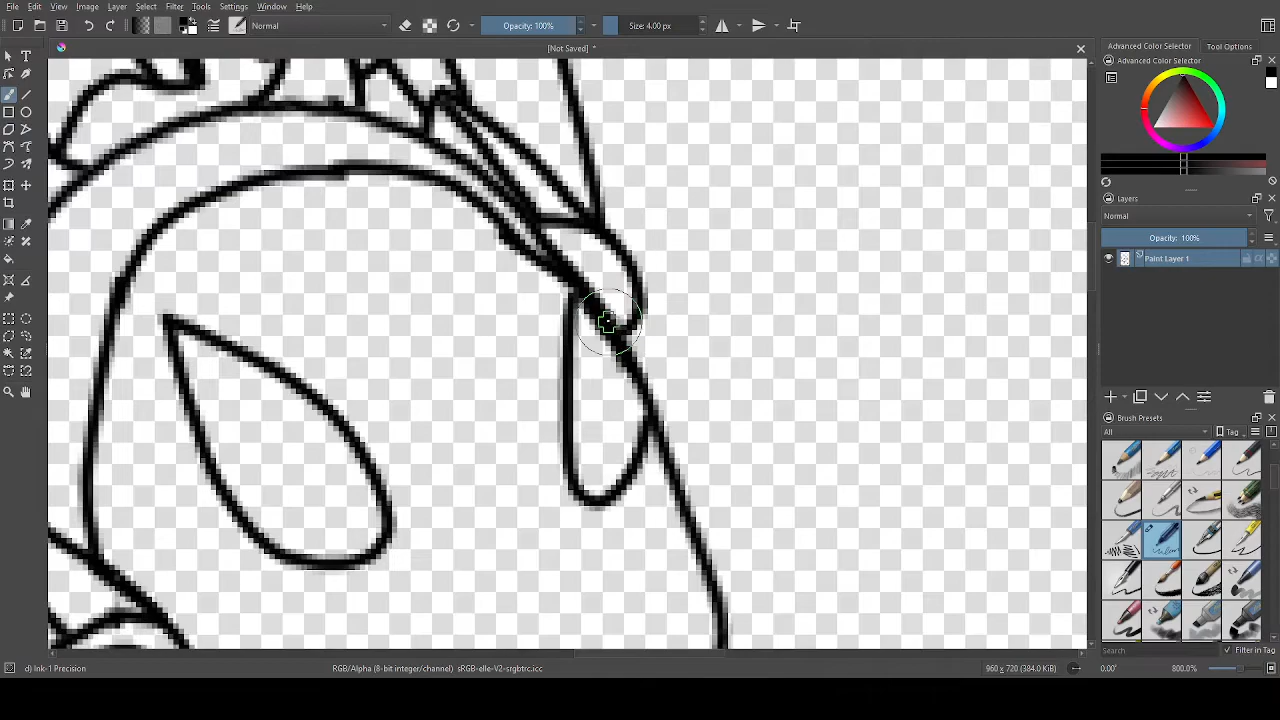 File Edit View Image Layer Select Filter Tools Settings Window Help
Normal Opacity: 100% Size: 4.00 px
[Not Saved] *
Advanced Color Selector Tool Options
Advanced Color Selector
Layers
Normal
Opacity: 100%
Paint Layer 1
Brush Presets
All Tag
Search Filter in Tag
d) Ink-1 Precision RGB/Alpha (8-bit integer/channel) sRGB-elle-V2-srgbtrc.icc 960 x 720 (384.0 KiB) 0.00° 800.0%